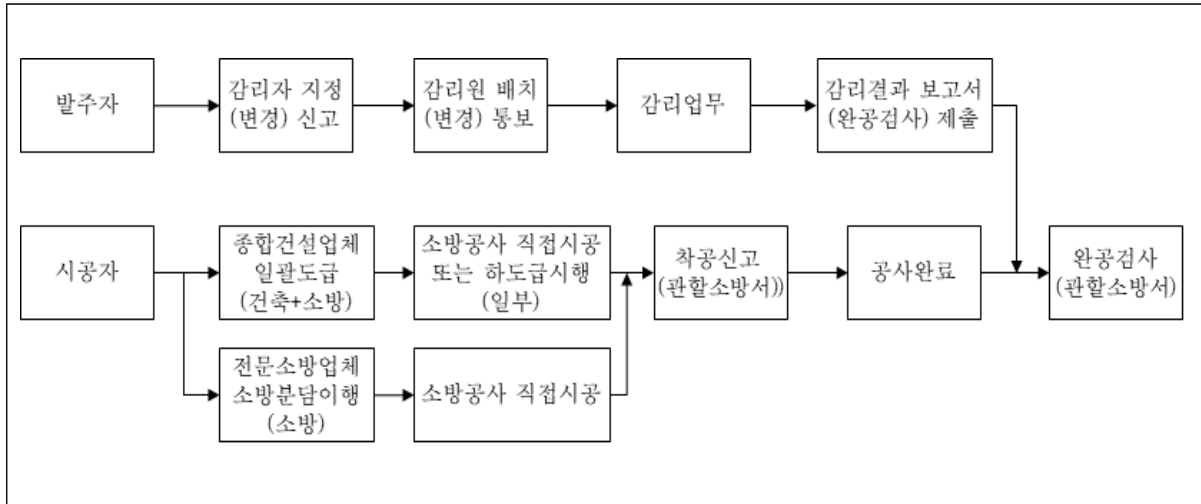 발주자
감리자 지정
(변경) 신고
감리원 배치
(변경) 통보
감리업무
감리결과 보고서
(완공검사) 제출
시공자
종합건설업체
일괄도급
(건축+소방)
소방공사 직접시공
또는 하도급시행
(일부)
착공신고
(관할소방서))
공사완료
완공검사
(관할소방서)
전문소방업체
소방분담이행
(소방)
소방공사 직접시공